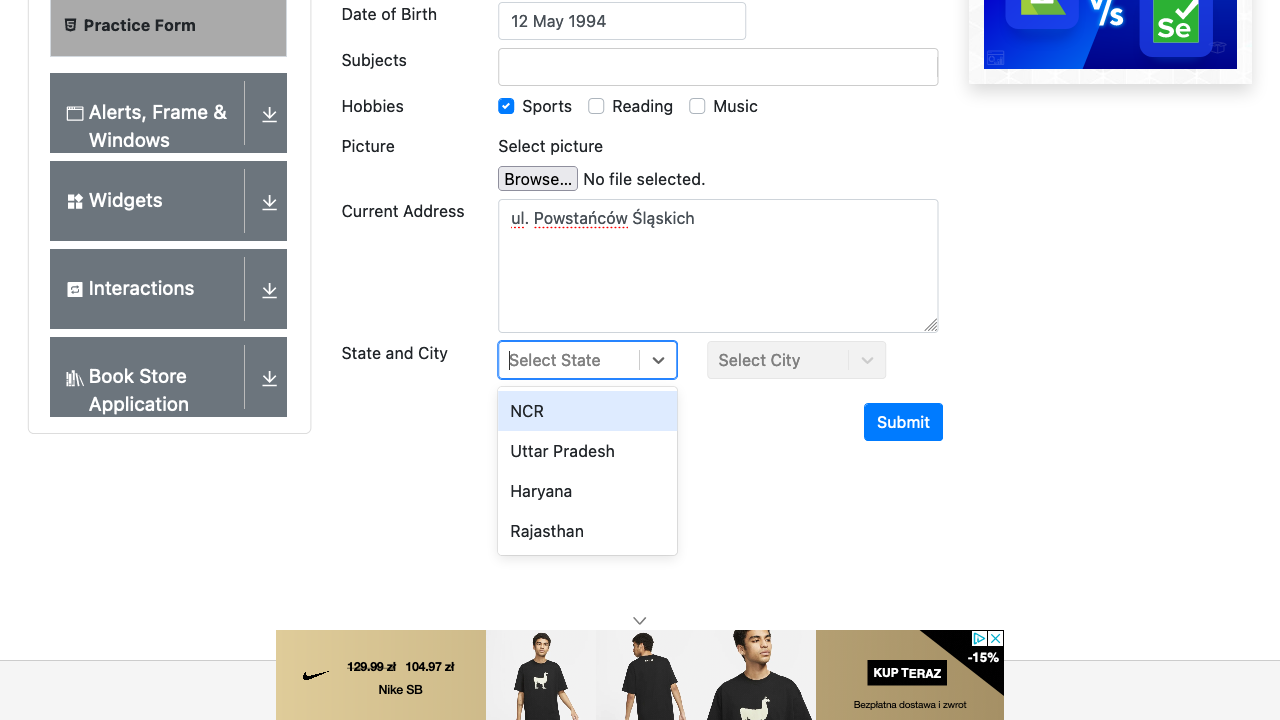 Practice Form
Alerts, Frame &
Windows
Widgets
Interactions
Book Store
Application
Date of Birth
12 May 1994
Subjects
Hobbies
Sports
Reading
Music
Picture
Select picture
Browse...
No file selected.
Current Address
ul. Powstańców Śląskich
State and City
Select State
Select City
NCR
Uttar Pradesh
Haryana
Rajasthan
Submit
V/s
Se
129.99 zł 104.97 zł
Nike SB
-15%
KUP TERAZ
Bezpłatna dostawa i zwrot